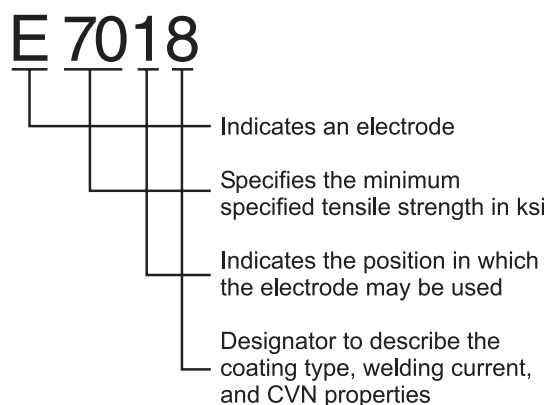 E 7018
Indicates an electrode
Specifies the minimum
specified tensile strength in ksi
Indicates the position in which
the electrode may be used
Designator to describe the
coating type, welding current,
and CVN properties